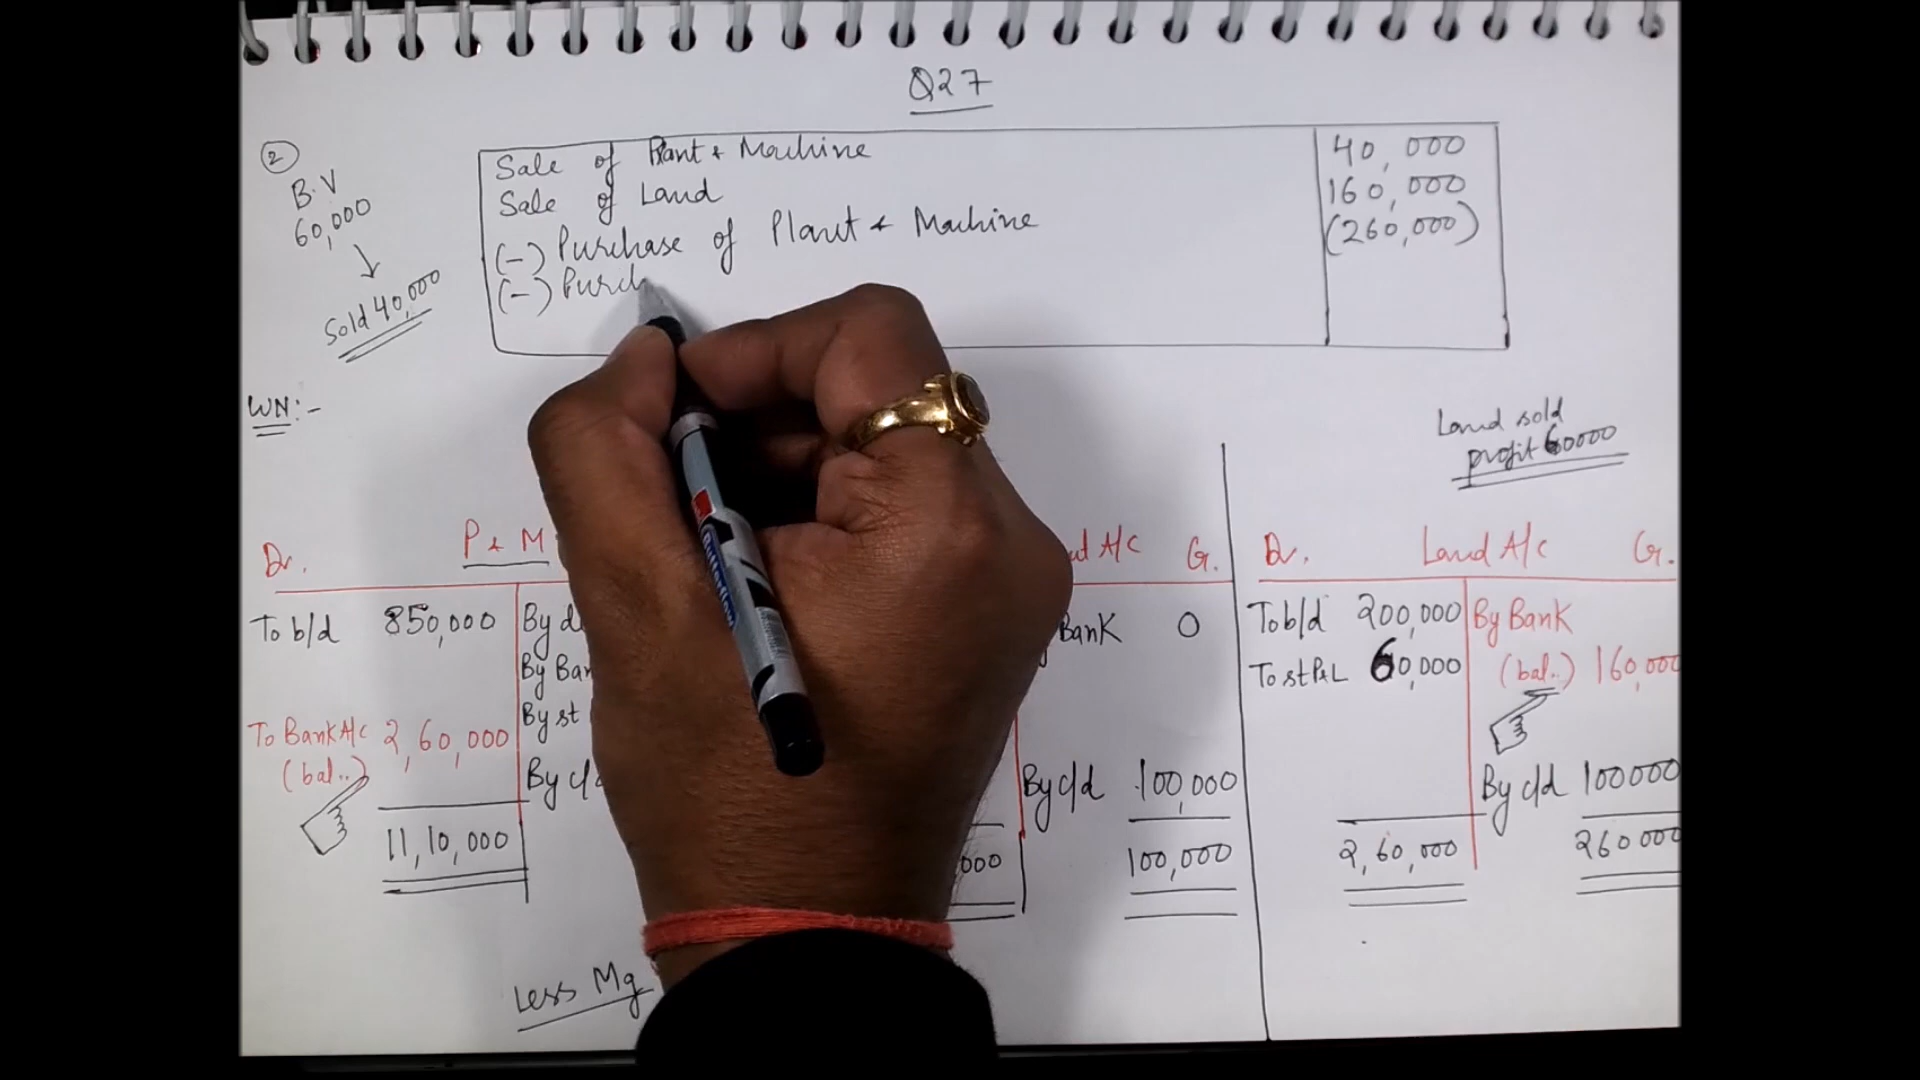 Q27
2
B.V
60,000
Sold 40,000
Sale of Plant & Machine 40,000
Sale of Land 160,000
(-) Purchase of Plant & Machine (260,000)
(-) Purch
WN:-
Land sold
profit 60000
Dr. P & M
A/C Cr.
Dr. Land A/C Cr.
To b/d 850,000 By
Bank 0
To b/d 200,000 By Bank
By Ban
To st P&L 60,000 (bal..) 160,000
By st
To Bank A/c 2,60,000
(bal..)
By c/d
By c/d 100,000
By c/d 100000
11,10,000
000 100,000
2,60,000 260000
Less Mg
Butterflow